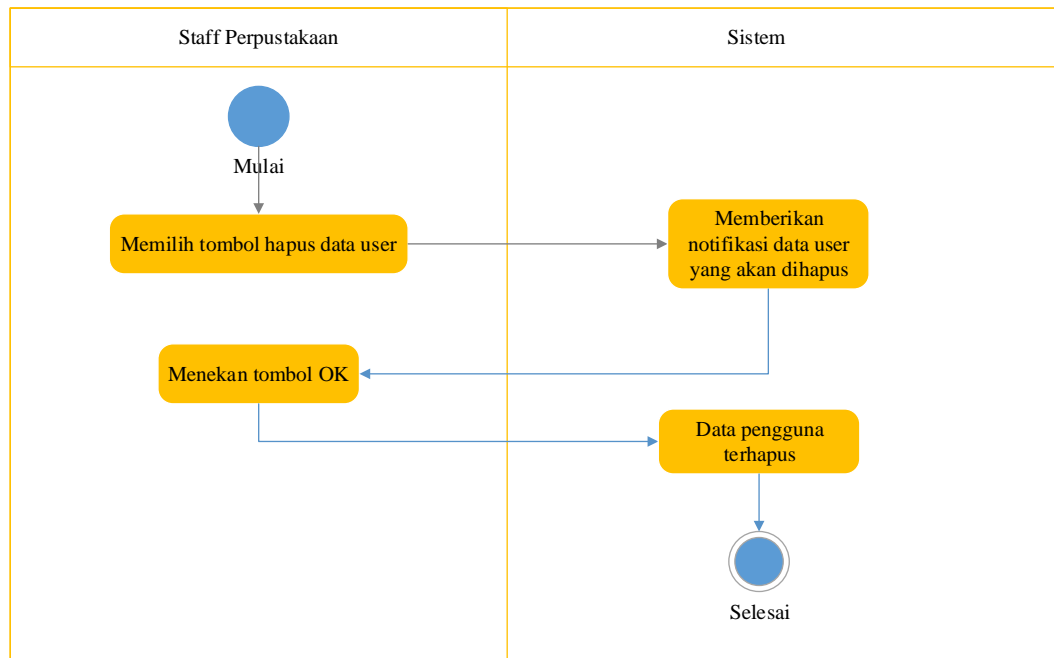 Staff Perpustakaan
Sistem
Mulai
Memilih tombol hapus data user
Memberikan
notifikasi data user
yang akan dihapus
Menekan tombol OK
Data pengguna
terhapus
Selesai